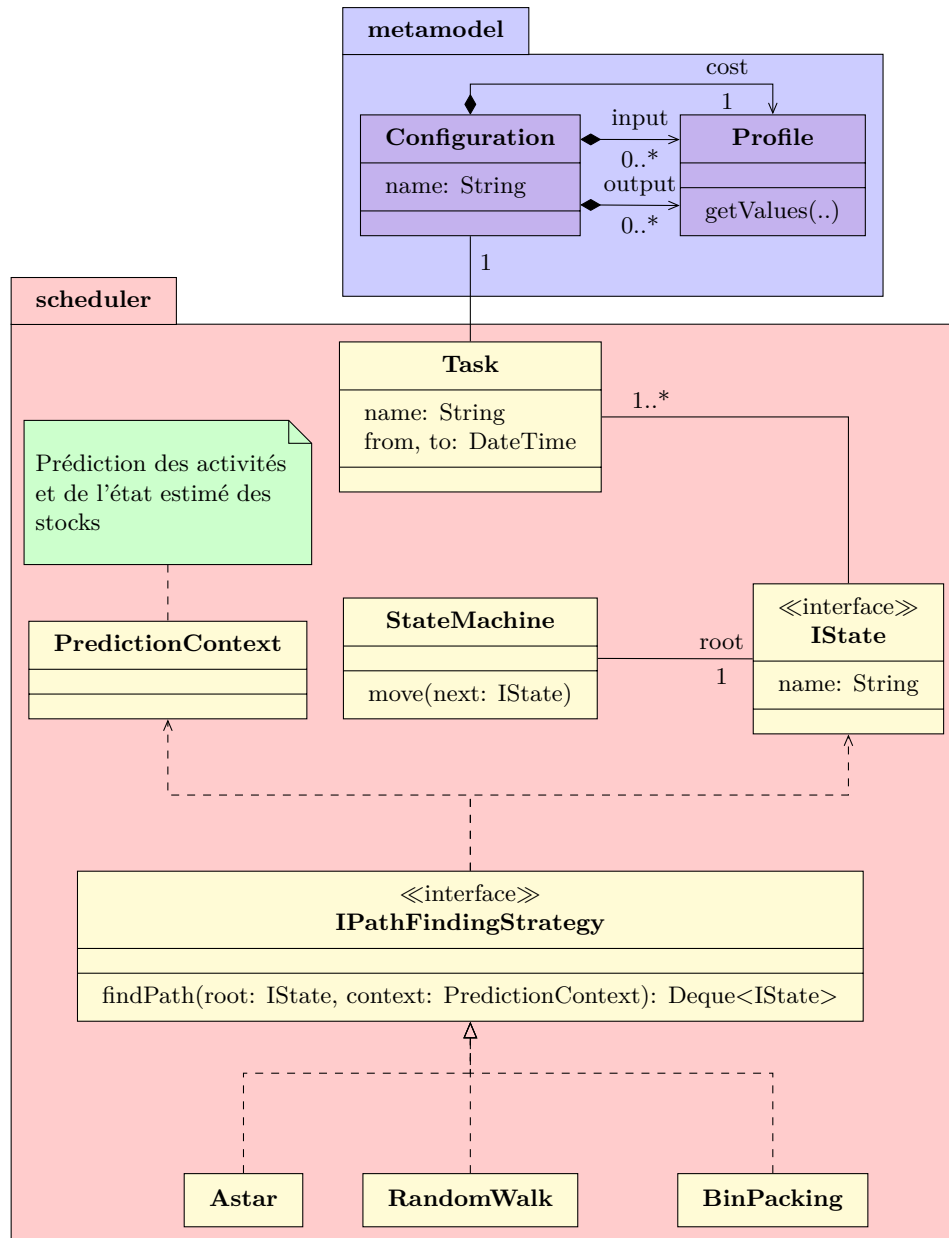 metamodel
cost
1
Configuration
name: String
input
0..*
output
0..*
Profile
getValues(..)
1
scheduler
Task
name: String
from, to: DateTime
1..*
Prédiction des activités
et de l'état estimé des
stocks
PredictionContext
StateMachine
move(next: IState)
root
1
≪interface≫
IState
name: String
≪interface≫
IPathFindingStrategy
findPath(root: IState, context: PredictionContext): Deque<IState>
Astar
RandomWalk
BinPacking